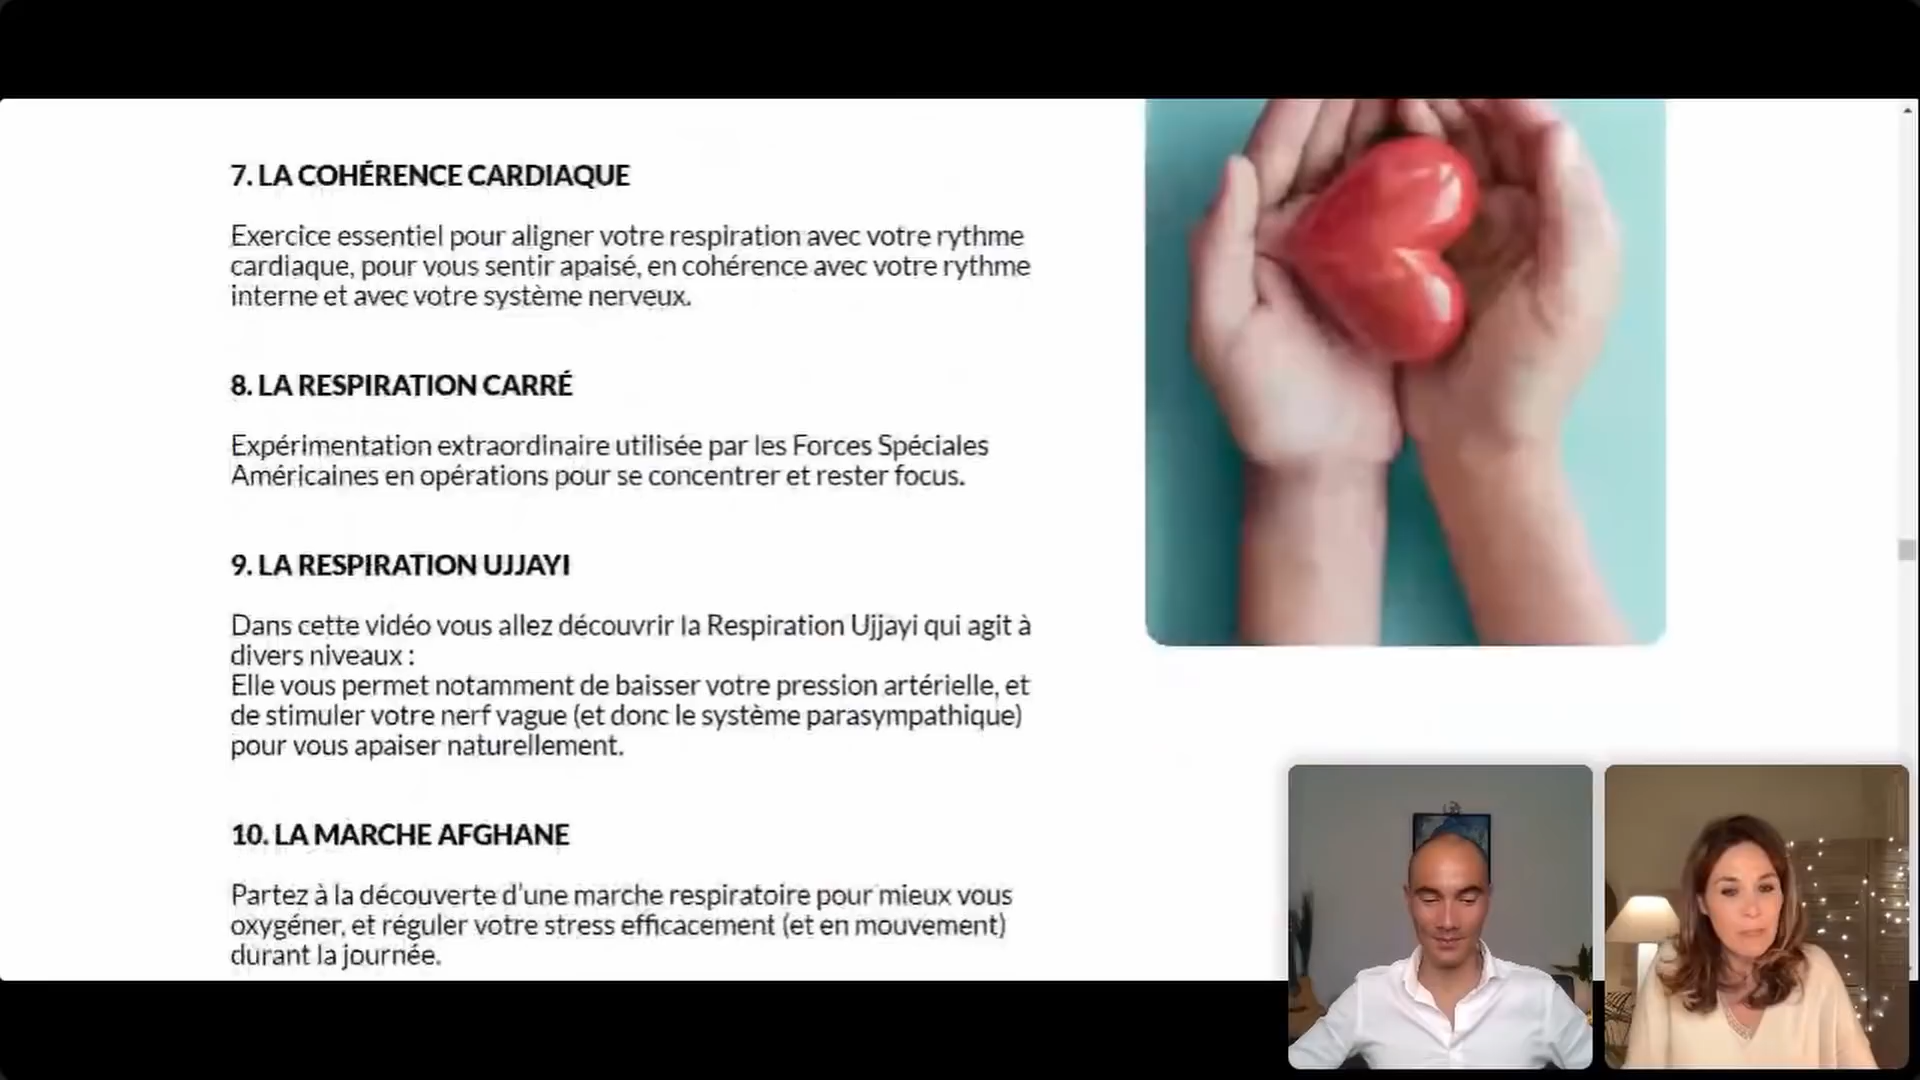 7. LA COHÉRENCE CARDIAQUE
Exercice essentiel pour aligner votre respiration avec votre rythme
cardiaque, pour vous sentir apaisé, en cohérence avec votre rythme
interne et avec votre système nerveux.
8. LA RESPIRATION CARRÉ
Expérimentation extraordinaire utilisée par les Forces Spéciales
Américaines en opérations pour se concentrer et rester focus.
9. LA RESPIRATION UJJAYI
Dans cette vidéo vous allez découvrir la Respiration Ujjayi qui agit à
divers niveaux :
Elle vous permet notamment de baisser votre pression artérielle, et
de stimuler votre nerf vague (et donc le système parasympathique)
pour vous apaiser naturellement.
10. LA MARCHE AFGHANE
Partez à la découverte d'une marche respiratoire pour mieux vous
oxygéner, et réguler votre stress efficacement (et en mouvement)
durant la journée.